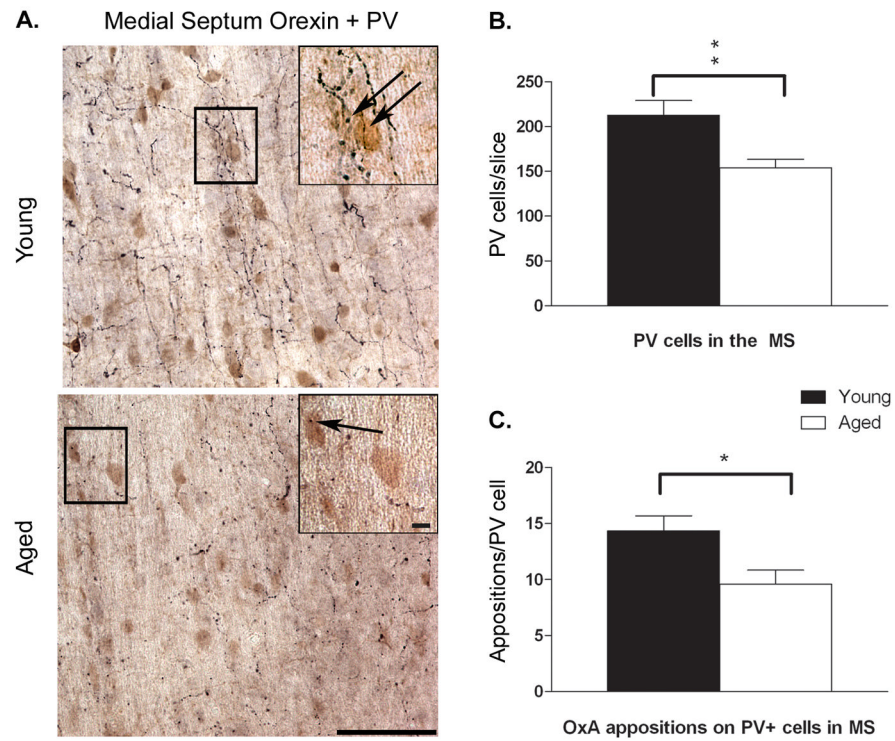 A.
Medial Septum Orexin + PV
Young
Aged
B.
*
*
250
200
150
100
50
0
PV cells/slice
PV cells in the MS
Young
Aged
C.
*
20
15
10
5
0
Appositions/PV cell
OxA appositions on PV+ cells in MS